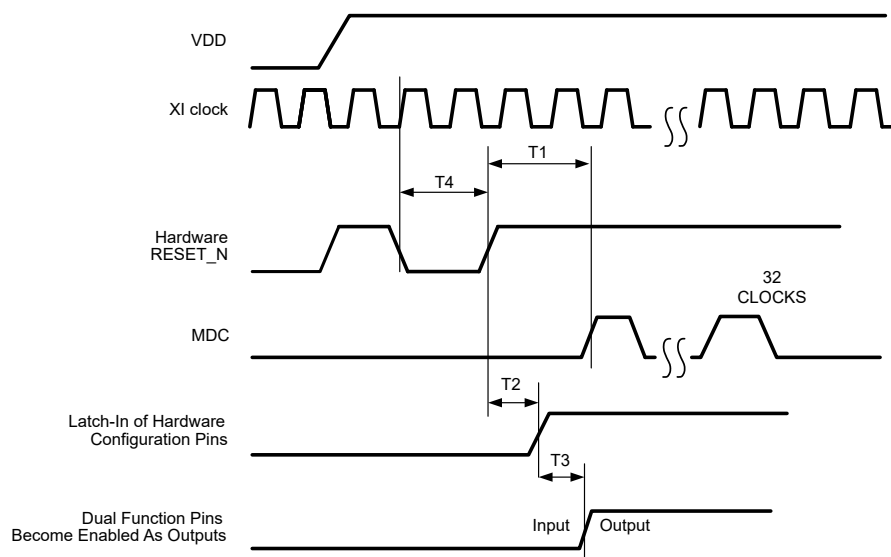 VDD
XI clock
T1
T4
Hardware
RESET_N
32
CLOCKS
MDC
T2
Latch-In of Hardware
Configuration Pins
T3
Dual Function Pins
Become Enabled As Outputs
Input
Output